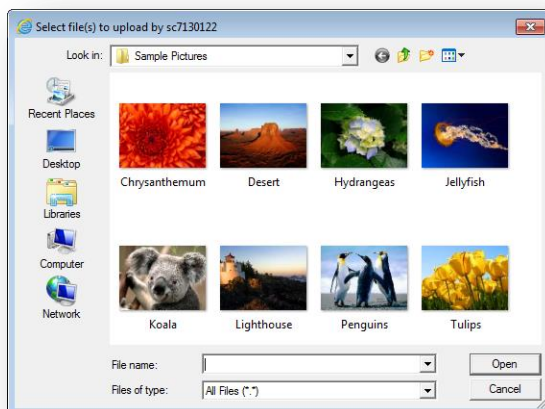 Select file(s) to upload by sc7130122
Look in: Sample Pictures
Recent Places
Desktop
Libraries
Computer
Network
Chrysanthemum Desert Hydrangeas Jellyfish
Koala Lighthouse Penguins Tulips
File name: Open
Files of type: All Files (*.*) Cancel